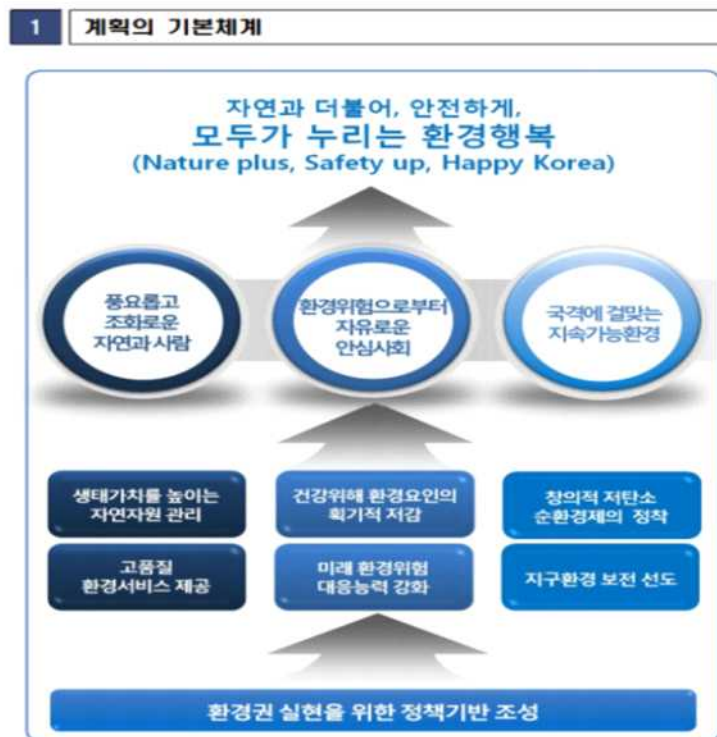 1 계획의 기본체계
자연과 더불어, 안전하게,
모두가 누리는 환경행복
(Nature plus, Safety up, Happy Korea)
풍요롭고
조화로운
자연과 사람
환경위험으로부터
자유로운
안심사회
국격에 걸맞는
지속가능환경
생태가치를 높이는
자연자원 관리
건강위해 환경요인의
획기적 저감
창의적 저탄소
순환경제의 정착
고품질
환경서비스 제공
미래 환경위험
대응능력 강화
지구환경 보전 선도
환경권 실현을 위한 정책기반 조성